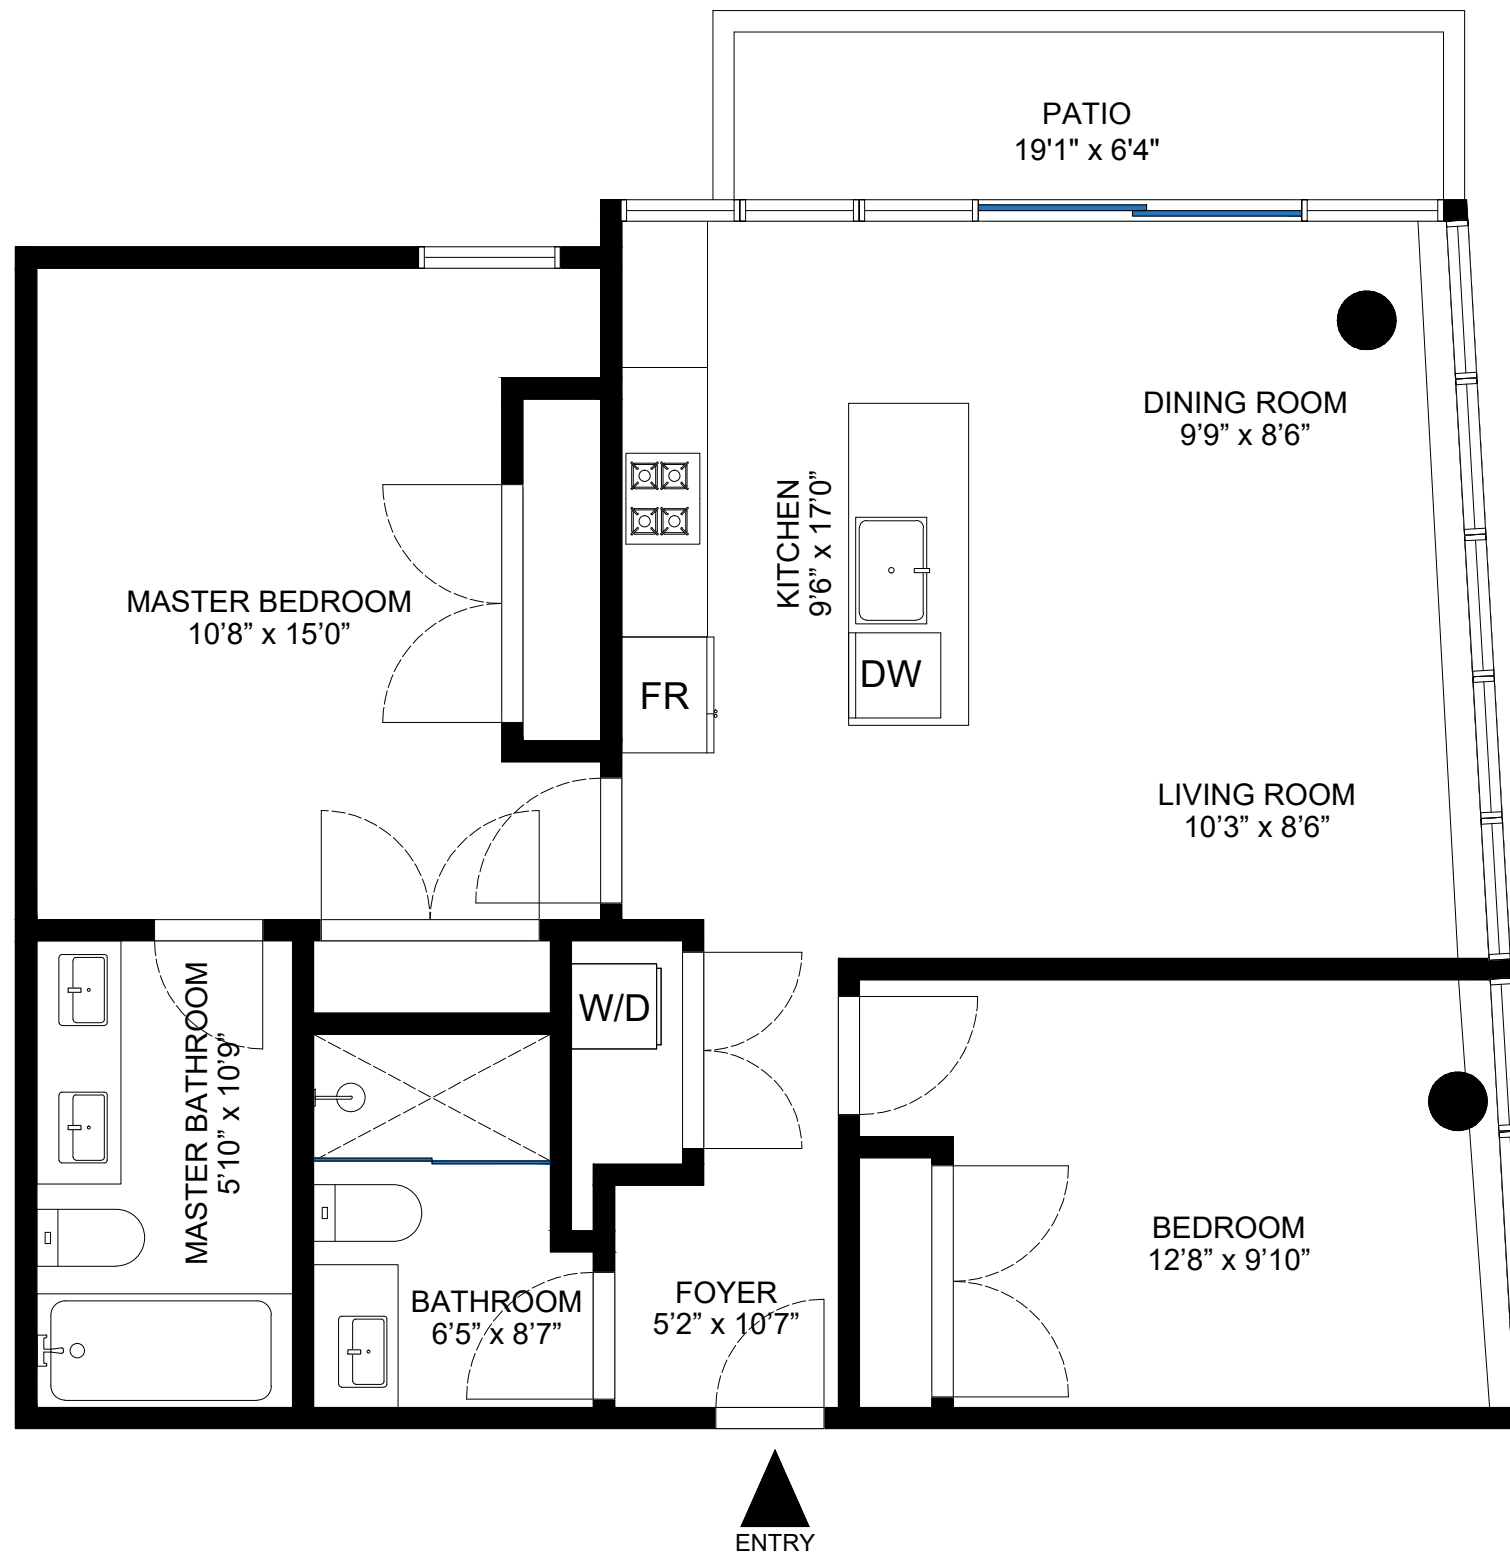 PATIO
19'1" x 6'4"
DINING ROOM
9’9” x 8’6”
KITCHEN
9’6” x 17’0”
MASTER BEDROOM
10’8” x 15’0”
FR
DW
LIVING ROOM
10’3” x 8’6”
W/D
MASTER BATHROOM
5’10” x 10’9”
BEDROOM
12’8” x 9’10”
BATHROOM
6’5” x 8’7”
FOYER
5’2” x 10’7”
ENTRY